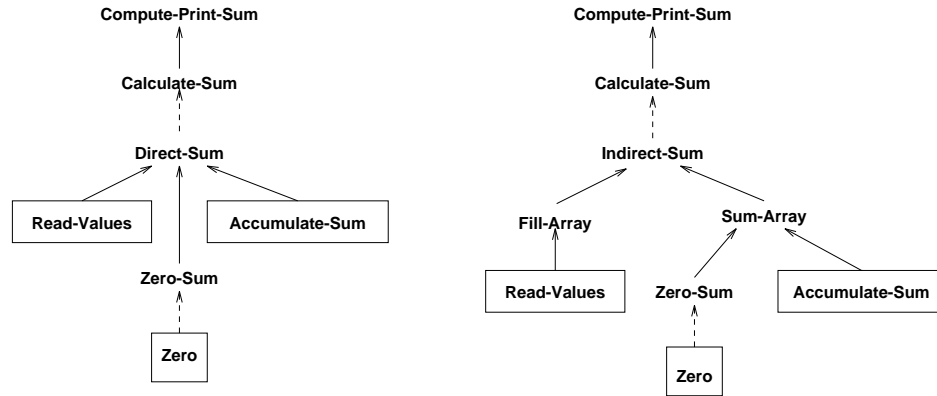 Compute-Print-Sum
Calculate-Sum
Direct-Sum
Read-Values
Accumulate-Sum
Zero-Sum
Zero
Compute-Print-Sum
Calculate-Sum
Indirect-Sum
Fill-Array
Sum-Array
Read-Values
Zero-Sum
Accumulate-Sum
Zero